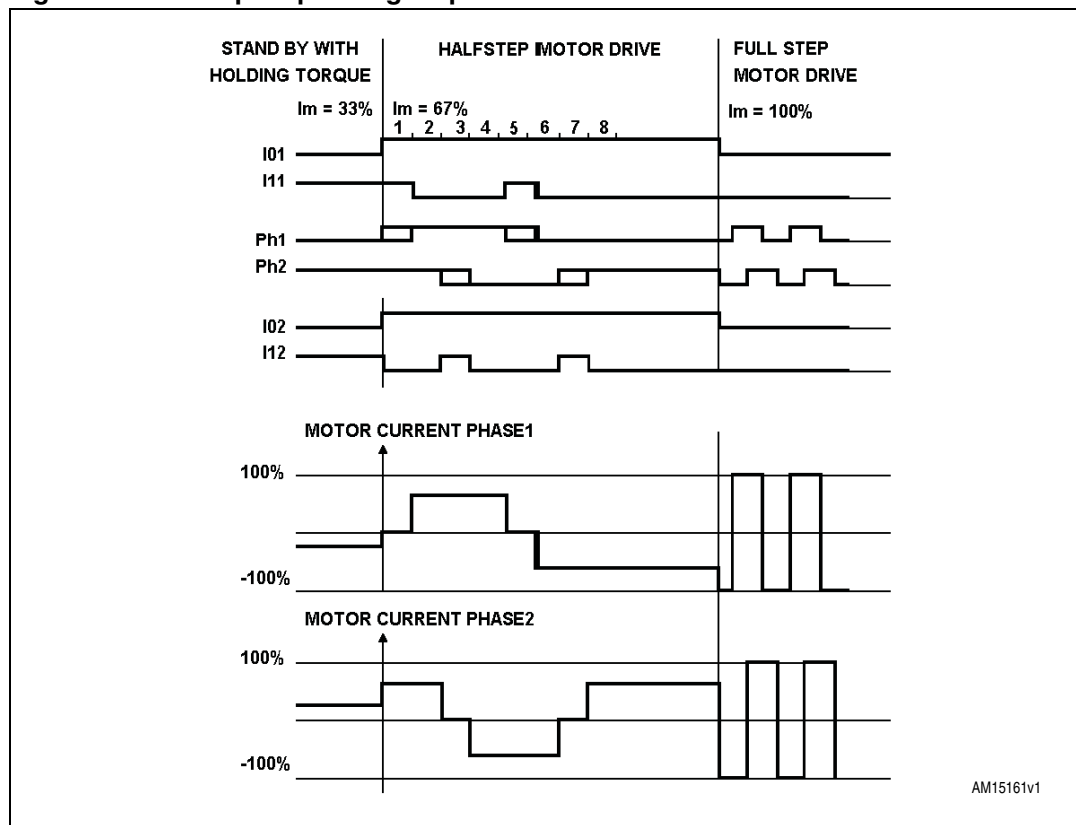 STAND BY WITH
HOLDING TORQUE
HALFSTEP MOTOR DRIVE
FULL STEP
MOTOR DRIVE
Im = 33%
Im = 67%
Im = 100%
1 2 3 4 5 6 7 8
I01
I11
Ph1
Ph2
I02
I12
MOTOR CURRENT PHASE1
100%
-100%
MOTOR CURRENT PHASE2
100%
-100%
AM15161v1